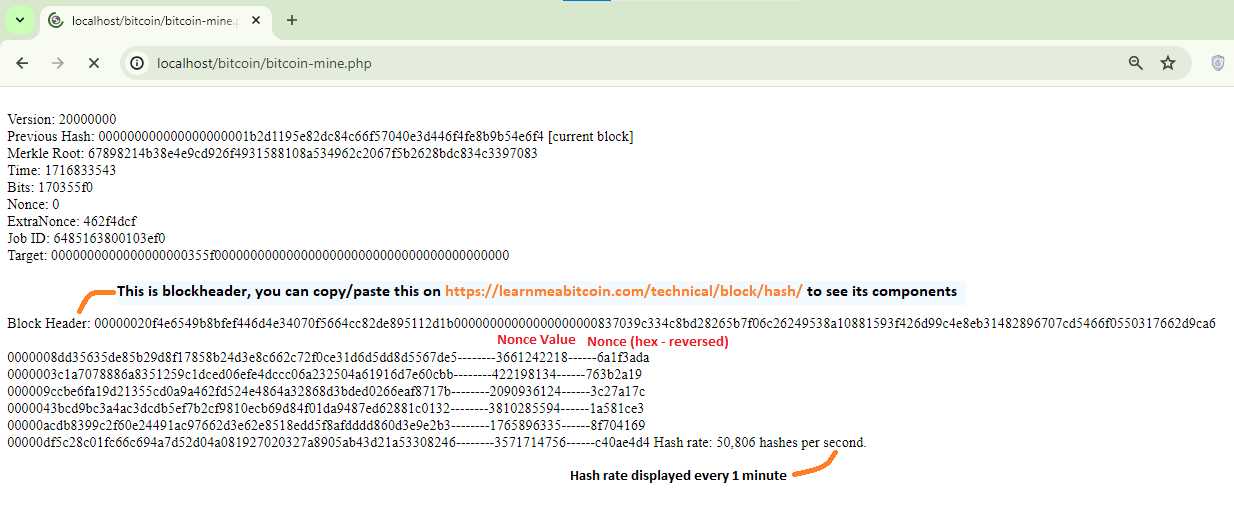 localhost/bitcoin/bitcoin-mine.p
localhost/bitcoin/bitcoin-mine.php
Version: 20000000
Previous Hash: 000000000000000000001b2d1195e82dc84c66f57040e3d446f4fe8b9b54e6f4 [current block]
Merkle Root: 67898214b38e4e9cd926f4931588108a534962c2067f5b2628bdc834c3397083
Time: 1716833543
Bits: 170355f0
Nonce: 0
ExtraNonce: 462f4dcf
Job ID: 6485163800103ef0
Target: 0000000000000000000355f00000000000000000000000000000000000000000
This is blockheader, you can copy/paste this on https://learnmeabitcoin.com/technical/block/hash/ to see its components
Block Header: 00000020f4e6549b8bfef446d4e34070f5664cc82de895112d1b00000000000000000000837039c334c8bd28265b7f06c26249538a10881593f426d99c4e8eb31482896707cd5466f0550317662d9ca6
Nonce Value Nonce (hex - reversed)
0000008dd35635de85b29d8f17858b24d3e8c662c72f0ce31d6d5dd8d5567de5--------3661242218------6a1f3ada
0000003c1a7078886a8351259c1dced06efe4dccc06a232504a61916d7e60cbb--------422198134------763b2a19
000009ccbe6fa19d21355cd0a9a462fd524e4864a32868d3bded0266eaf8717b--------2090936124------3c27a17c
0000043bcd9bc3a4ac3dcdb5ef7b2cf9810ecb69d84f01da9487ed62881c0132--------3810285594------1a581ce3
00000acdb8399c2f60e24491ac97662d3e62e8518edd5f8afdddd860d3e9e2b3--------1765896335------8f704169
00000df5c28c01fc66c694a7d52d04a081927020327a8905ab43d21a53308246--------3571714756------c40ae4d4 Hash rate: 50,806 hashes per second.
Hash rate displayed every 1 minute